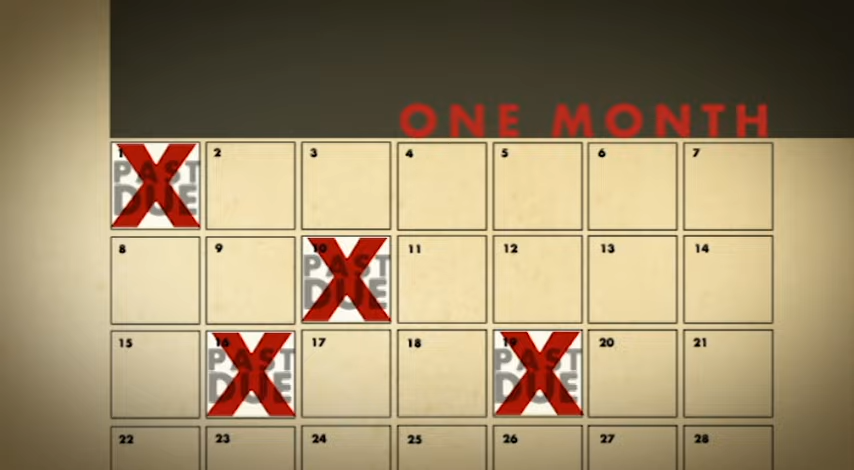 ONE MONTH
1 2 3 4 5 6 7
PAST
DUE
8 9 10 11 12 13 14
PAST
DUE
15 16 17 18 19 20 21
PAST PAST
DUE DUE
22 23 24 25 26 27 28